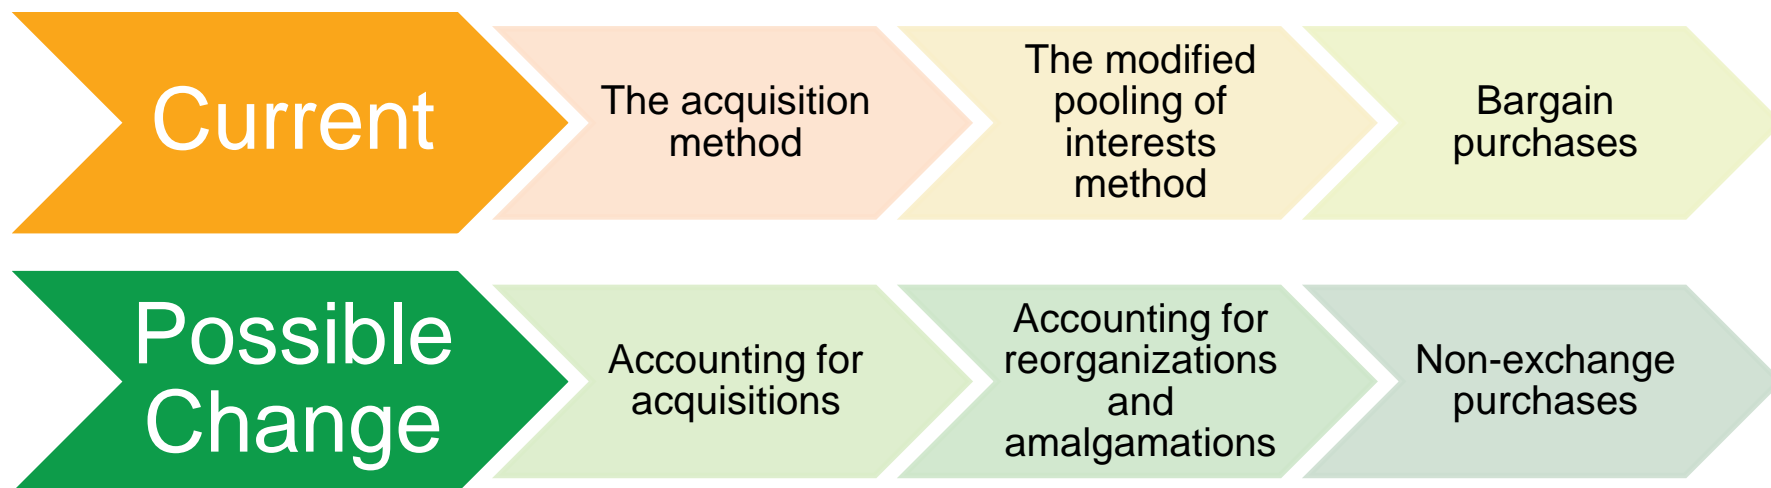 Current
The acquisition
method
The modified
pooling of
interests
method
Bargain
purchases
Possible
Change
Accounting for
acquisitions
Accounting for
reorganizations
and
amalgamations
Non-exchange
purchases